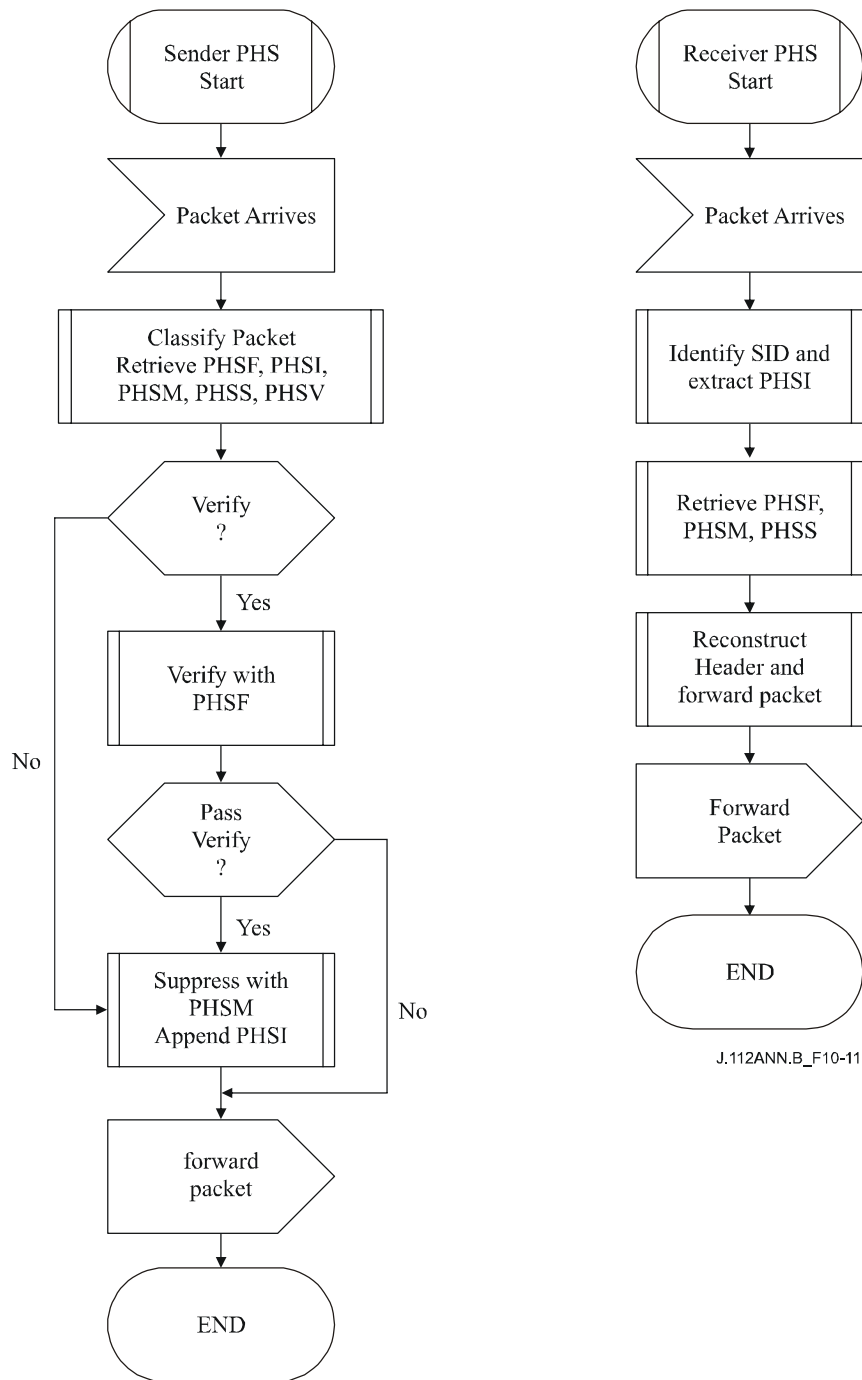 Sender PHS
Start
Packet Arrives
Classify Packet
Retrieve PHSF, PHSI,
PHSM, PHSS, PHSV
Verify
?
Yes
Verify with
PHSF
No
Pass
Verify
?
Yes
Suppress with
PHSM
Append PHSI
No
forward
packet
END
Receiver PHS
Start
Packet Arrives
Identify SID and
extract PHSI
Retrieve PHSF,
PHSM, PHSS
Reconstruct
Header and
forward packet
Forward
Packet
END
J.112ANN.B_F10-11